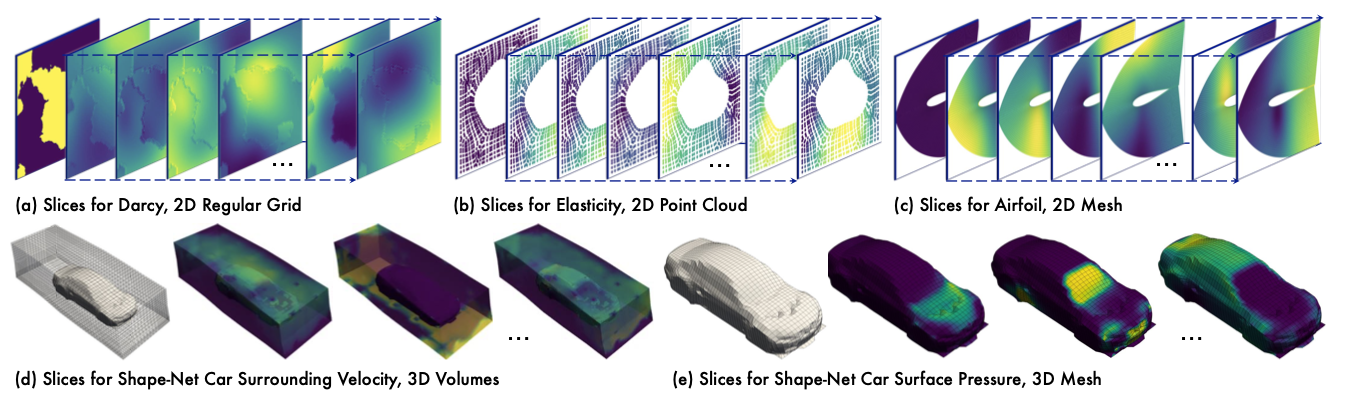 (a) Slices for Darcy, 2D Regular Grid
(b) Slices for Elasticity, 2D Point Cloud
(c) Slices for Airfoil, 2D Mesh
(d) Slices for Shape-Net Car Surrounding Velocity, 3D Volumes
(e) Slices for Shape-Net Car Surface Pressure, 3D Mesh